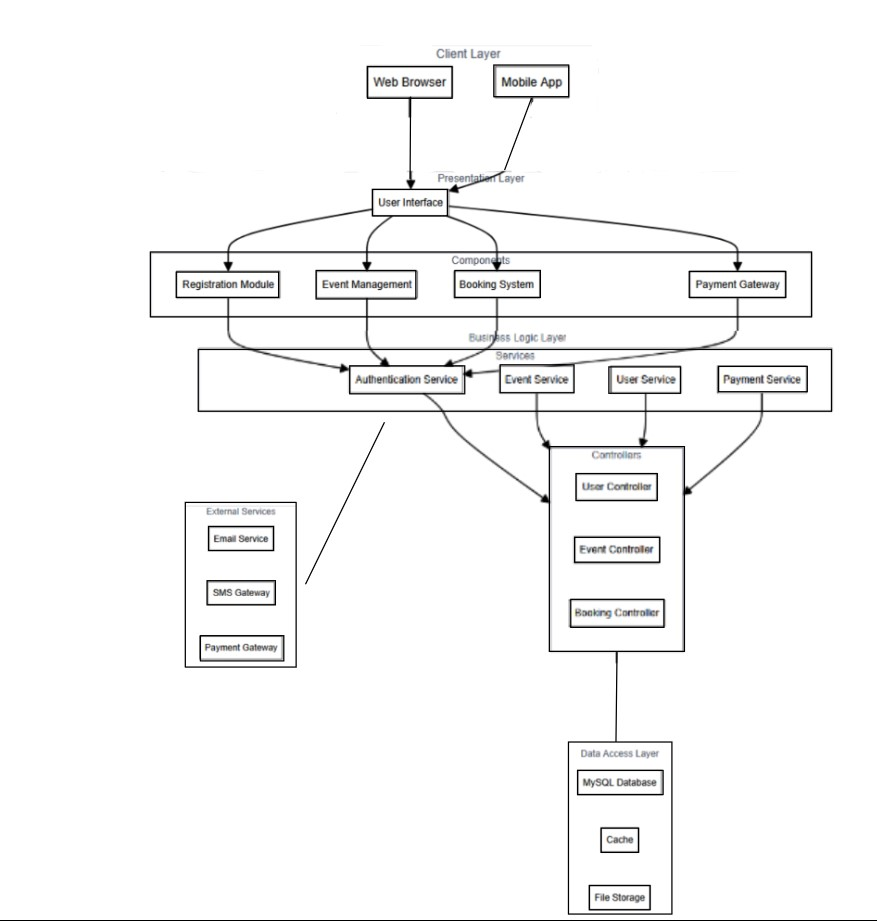 Client Layer
Web Browser
Mobile App
Presentation Layer
User Interface
Components
Registration Module
Event Management
Booking System
Payment Gateway
Business Logic Layer
Services
Authentication Service
Event Service
User Service
Payment Service
Controllers
User Controller
Event Controller
Booking Controller
External Services
Email Service
SMS Gateway
Payment Gateway
Data Access Layer
MySQL Database
Cache
File Storage